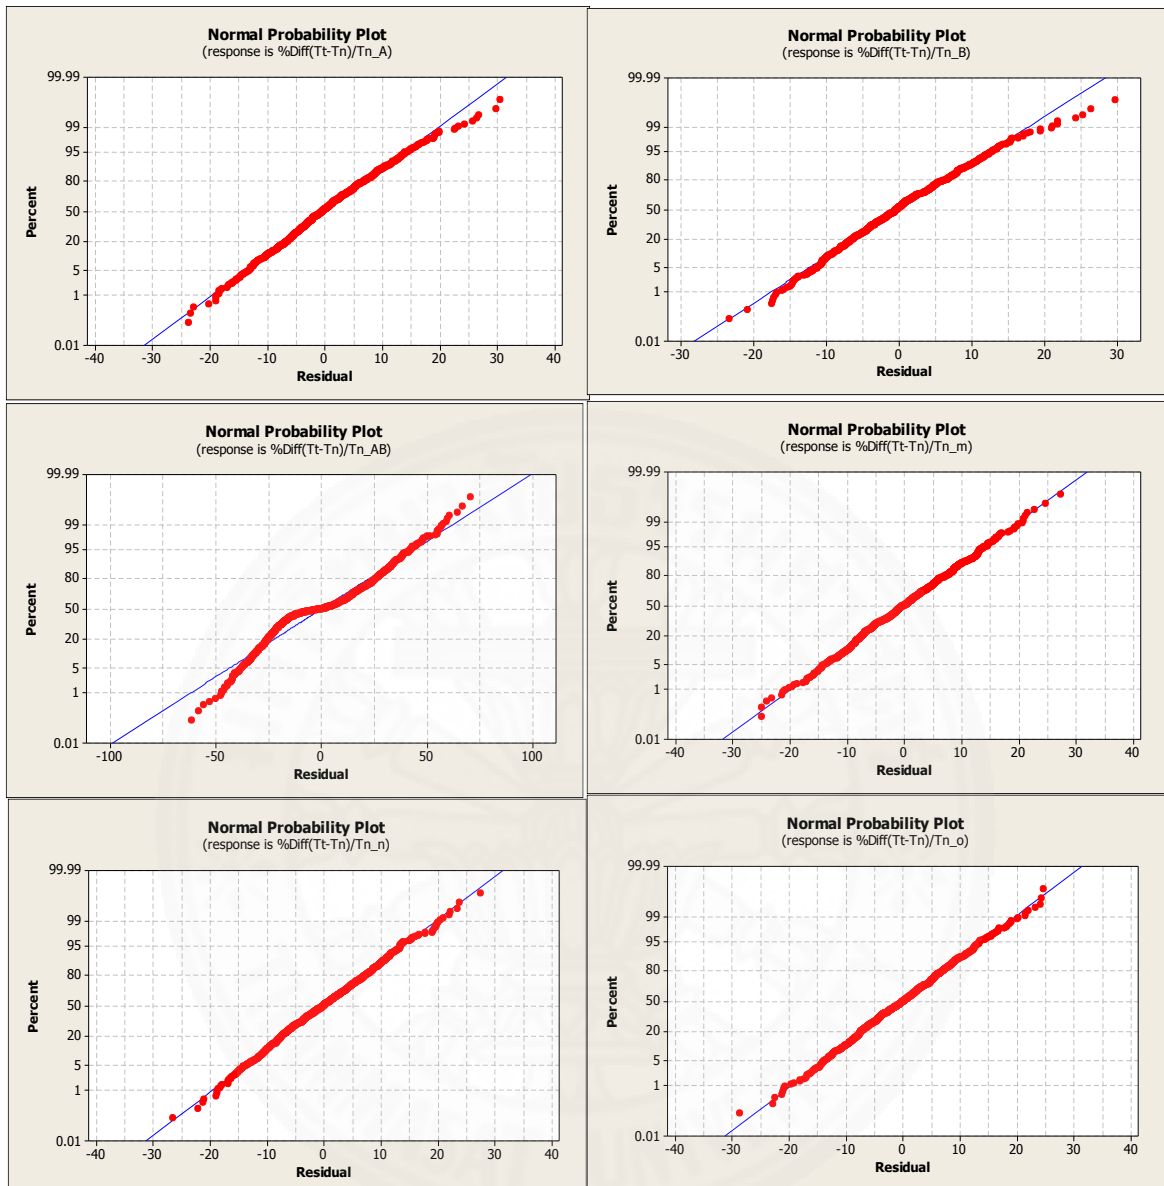 Normal Probability Plot
(response is %Diff(Tt-Tn)/Tn_A)
99.99
99
95
80
50
20
5
1
0.01
Percent
-40 -30 -20 -10 0 10 20 30 40
Residual
Normal Probability Plot
(response is %Diff(Tt-Tn)/Tn_B)
99.99
99
95
80
50
20
5
1
0.01
Percent
-30 -20 -10 0 10 20 30
Residual
Normal Probability Plot
(response is %Diff(Tt-Tn)/Tn_AB)
99.99
99
95
80
50
20
5
1
0.01
Percent
-100 -50 0 50 100
Residual
Normal Probability Plot
(response is %Diff(Tt-Tn)/Tn_m)
99.99
99
95
80
50
20
5
1
0.01
Percent
-40 -30 -20 -10 0 10 20 30 40
Residual
Normal Probability Plot
(response is %Diff(Tt-Tn)/Tn_n)
99.99
99
95
80
50
20
5
1
0.01
Percent
-40 -30 -20 -10 0 10 20 30 40
Residual
Normal Probability Plot
(response is %Diff(Tt-Tn)/Tn_o)
99.99
99
95
80
50
20
5
1
0.01
Percent
-40 -30 -20 -10 0 10 20 30 40
Residual